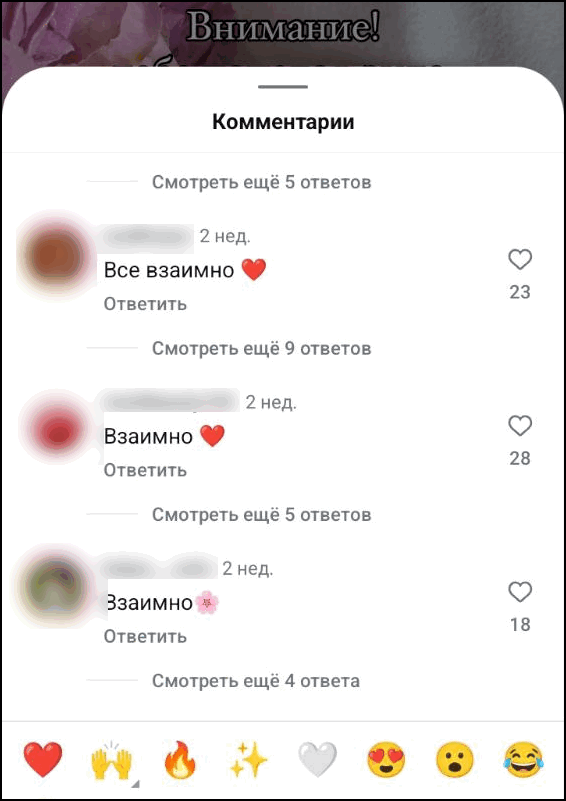 Внимание!
Комментарии
Смотреть ещё 5 ответов
2 нед.
Все взаимно ❤️
Ответить
23
Смотреть ещё 9 ответов
2 нед.
Взаимно ❤️
Ответить
28
Смотреть ещё 5 ответов
2 нед.
Взаимно🌸
Ответить
18
Смотреть ещё 4 ответа